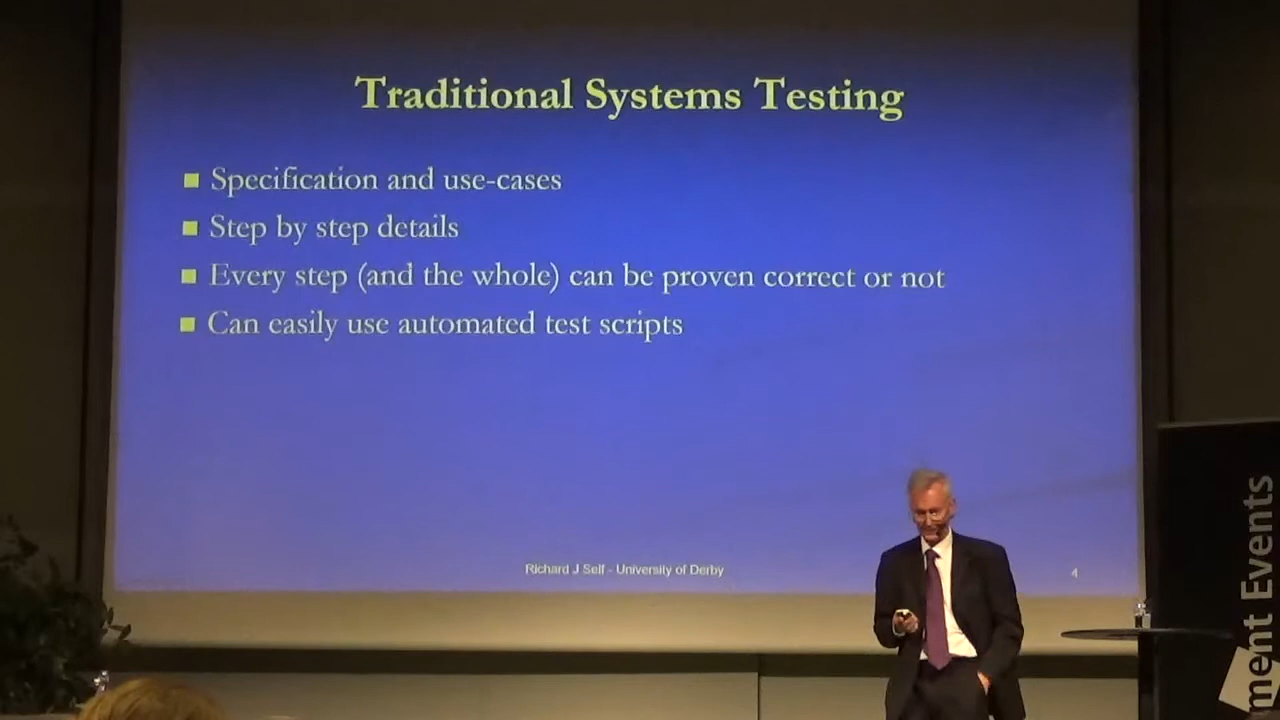 Traditional Systems Testing
Specification and use-cases
Step by step details
Every step (and the whole) can be proven correct or not
Can easily use automated test scripts
Richard J Self - University of Derby
4
ment Events